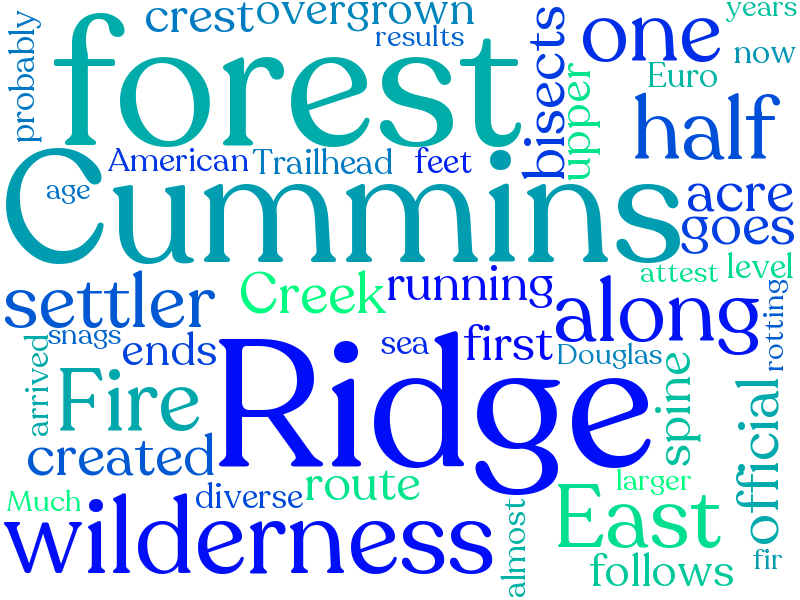 probably
crest
overgrown
results
years
now
one
forest
bisects
upper
Euro
half
American
Trailhead
feet
age
Cummins
acre
goes
attest
level
settler
Creek
running
along
rotting
snags
ends
sea
first
Douglas
arrived
Fire
Ridge
spine
official
created
Much
diverse
route
larger
wilderness
almost
East
follows
fir